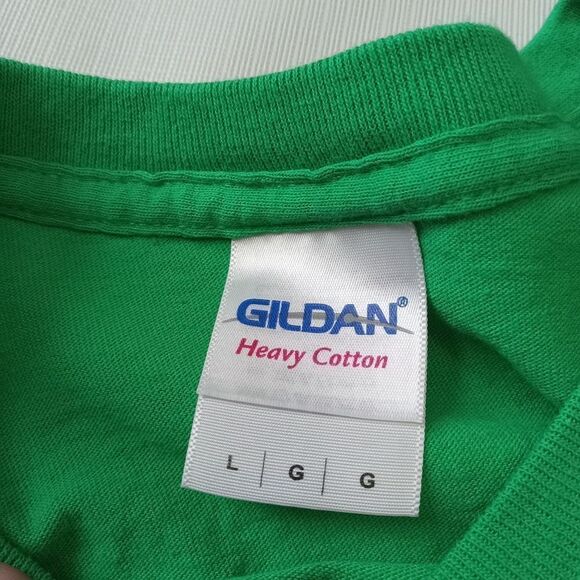 GILDAN®
Heavy Cotton
L | G | G